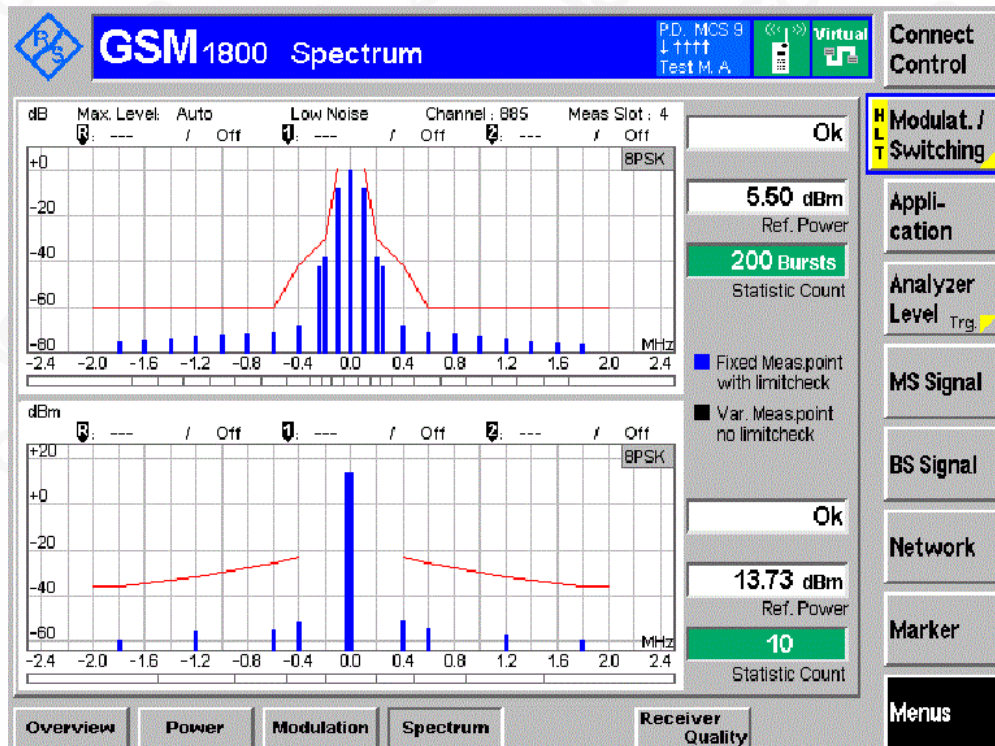 R&S
GSM 1800 Spectrum
P.D. MCS 9
↓ ↑↑↑↑
Test M. A.
Virtual
Connect Control
dB Max. Level: Auto Low Noise Channel : 885 Meas Slot : 4
R : --- / Off 1 : --- / Off 2 : --- / Off
8PSK
+0
-20
-40
-60
-80
MHz
-2.4 -2.0 -1.6 -1.2 -0.8 -0.4 0.0 0.4 0.8 1.2 1.6 2.0 2.4
Ok
5.50 dBm
Ref. Power
200 Bursts
Statistic Count
Fixed Meas.point
with limitcheck
Var. Meas.point
no limitcheck
dBm
R : --- / Off 1 : --- / Off 2 : --- / Off
8PSK
+20
+0
-20
-40
-60
MHz
-2.4 -2.0 -1.6 -1.2 -0.8 -0.4 0.0 0.4 0.8 1.2 1.6 2.0 2.4
Ok
13.73 dBm
Ref. Power
10
Statistic Count
HLT
Modulat. /
Switching
Appli-
cation
Analyzer
Level Trg.
MS Signal
BS Signal
Network
Marker
Menus
Overview Power Modulation Spectrum Receiver
Quality